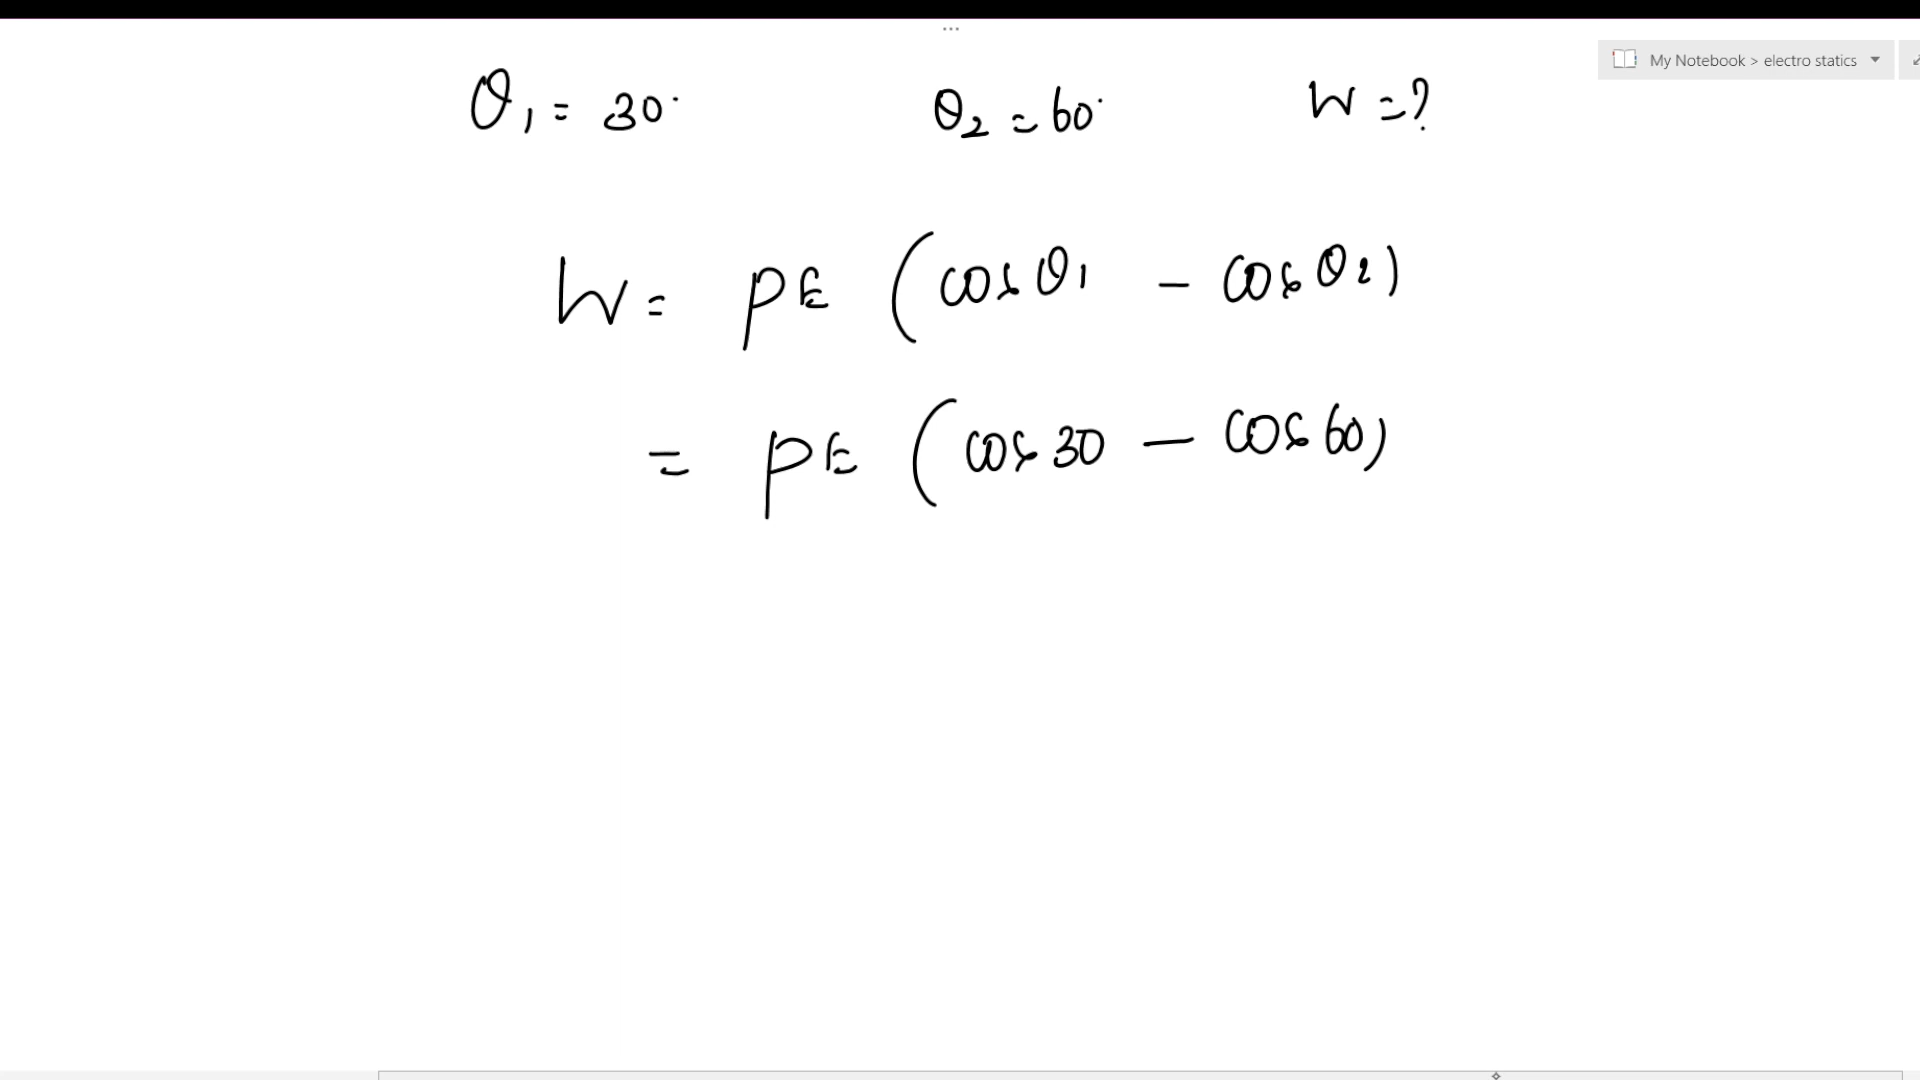 My Notebook > electro statics
θ₁ = 30° θ₂ = 60° W = ?
W = PE (cos θ₁ - cos θ₂)
= PE (cos 30 - cos 60)